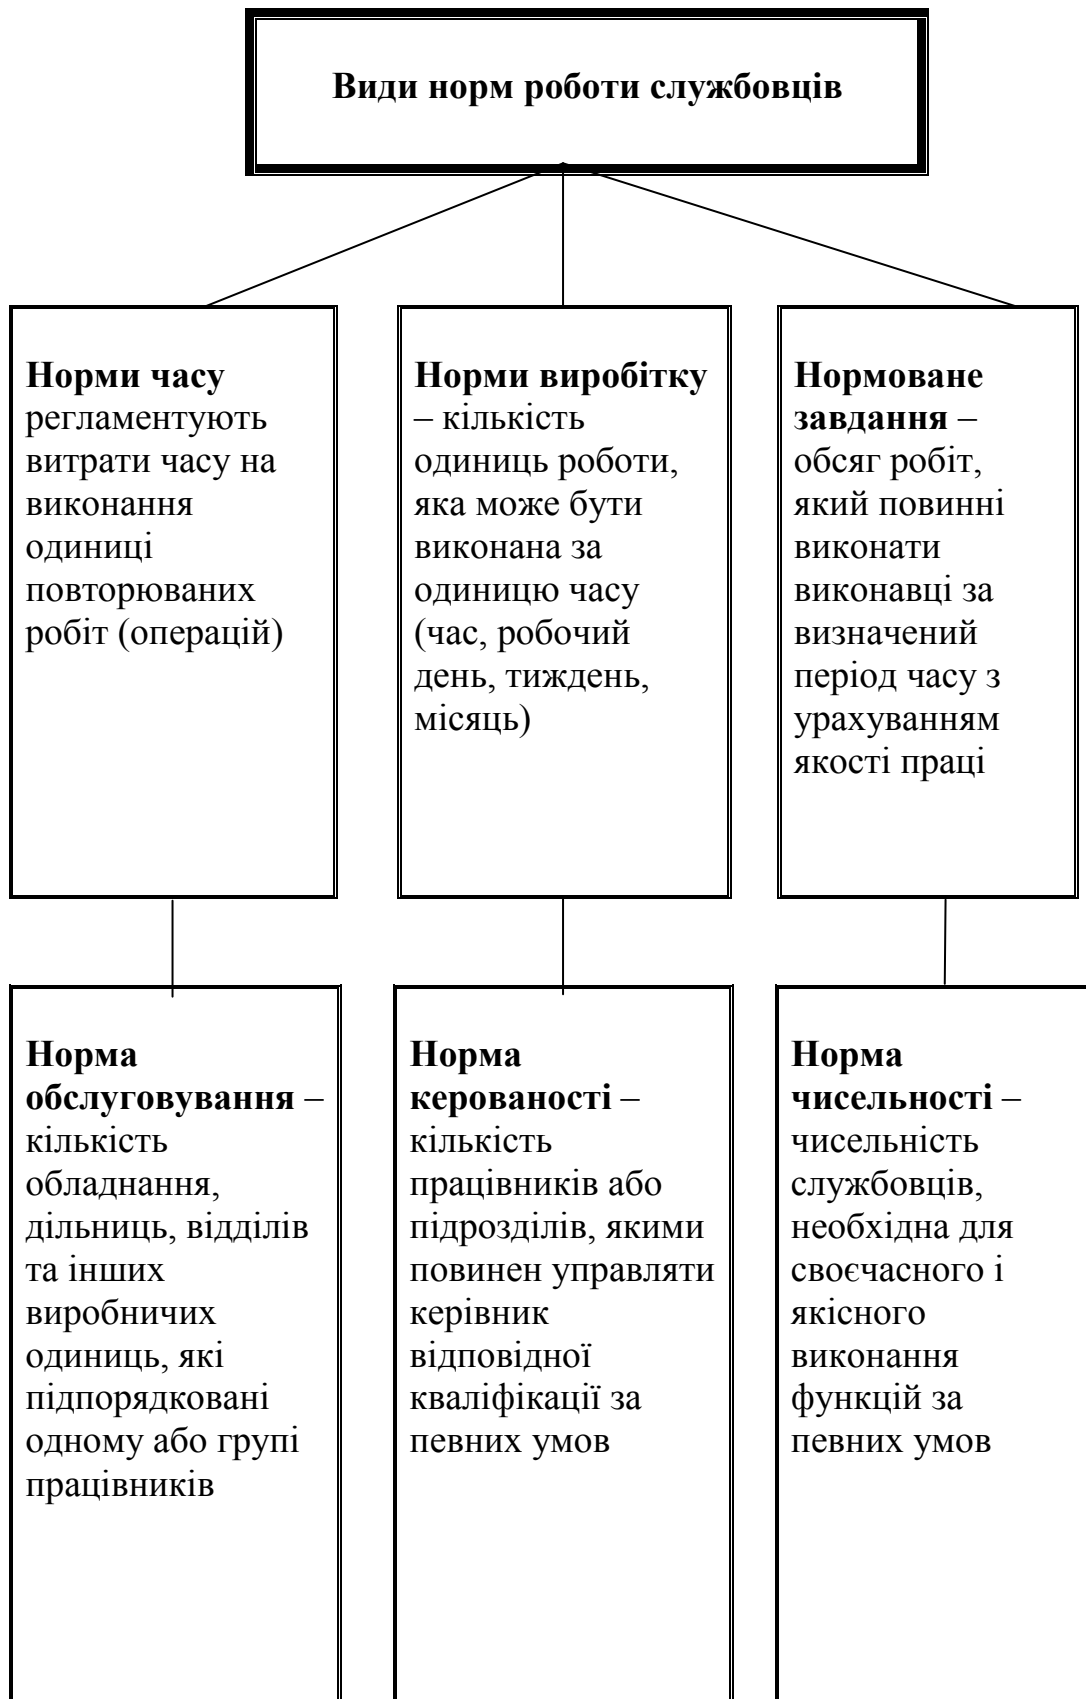 Види норм роботи службовців
Норми часу
регламентують
витрати часу на
виконання
одиниці
повторюваних
робіт (операцій)
Норми виробітку
– кількість
одиниць роботи,
яка може бути
виконана за
одиницю часу
(час, робочий
день, тиждень,
місяць)
Нормоване
завдання –
обсяг робіт,
який повинні
виконати
виконавці за
визначений
період часу з
урахуванням
якості праці
Норма
обслуговування –
кількість
обладнання,
дільниць, відділів
та інших
виробничих
одиниць, які
підпорядковані
одному або групі
працівників
Норма
керованості –
кількість
працівників або
підрозділів, якими
повинен управляти
керівник
відповідної
кваліфікації за
певних умов
Норма
чисельності –
чисельність
службовців,
необхідна для
своєчасного і
якісного
виконання
функцій за
певних умов